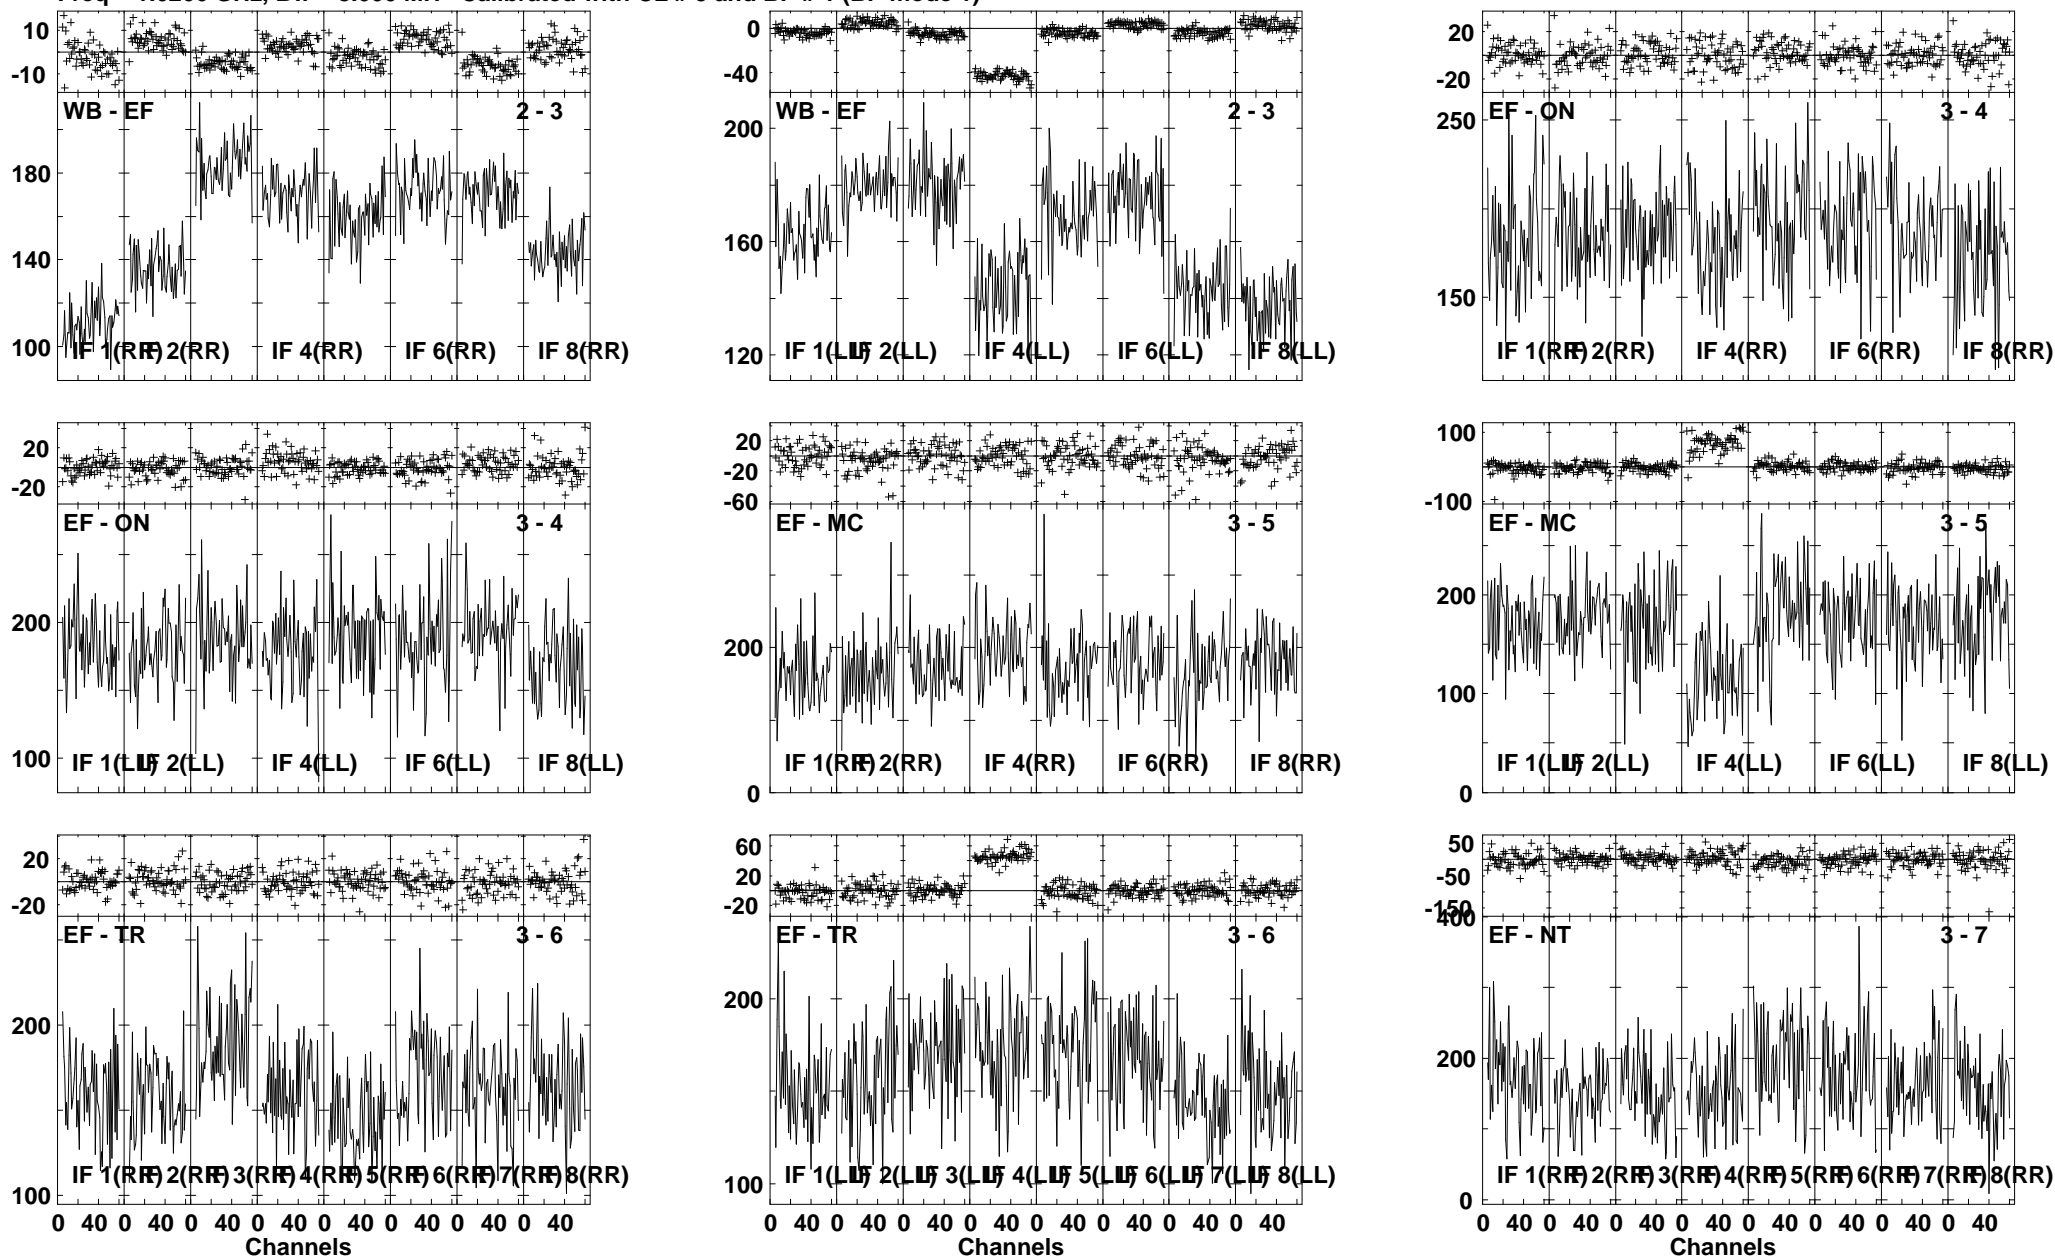 10
-10
WB - EF 2 - 3
180
140
100
IF 1(RR) IF 2(RR) IF 4(RR) IF 6(RR) IF 8(RR)
0
-40
WB - EF 2 - 3
200
160
120
IF 1(LL) IF 2(LL) IF 4(LL) IF 6(LL) IF 8(LL)
20
-20
EF - ON 3 - 4
250
150
IF 1(RR) IF 2(RR) IF 4(RR) IF 6(RR) IF 8(RR)
20
-20
EF - ON 3 - 4
200
100
IF 1(LL) IF 2(LL) IF 4(LL) IF 6(LL) IF 8(LL)
20
-20
-60
EF - MC 3 - 5
200
0
IF 1(RR) IF 2(RR) IF 4(RR) IF 6(RR) IF 8(RR)
100
-100
EF - MC 3 - 5
200
100
0
IF 1(LL) IF 2(LL) IF 4(LL) IF 6(LL) IF 8(LL)
20
-20
EF - TR 3 - 6
200
100
IF 1(RR) IF 2(RR) IF 3(RR) IF 4(RR) IF 5(RR) IF 6(RR) IF 7(RR) IF 8(RR)
0 40 0 40 0 40 0 40 0 40 0 40 0 40 0 40
Channels
60
20
-20
EF - TR 3 - 6
200
100
IF 1(LL) IF 2(LL) IF 3(LL) IF 4(LL) IF 5(LL) IF 6(LL) IF 7(LL) IF 8(LL)
0 40 0 40 0 40 0 40 0 40 0 40 0 40 0 40
Channels
50
-50
-150
400
EF - NT 3 - 7
200
0
IF 1(RR) IF 2(RR) IF 3(RR) IF 4(RR) IF 5(RR) IF 6(RR) IF 7(RR) IF 8(RR)
0 40 0 40 0 40 0 40 0 40 0 40 0 40 0 40
Channels